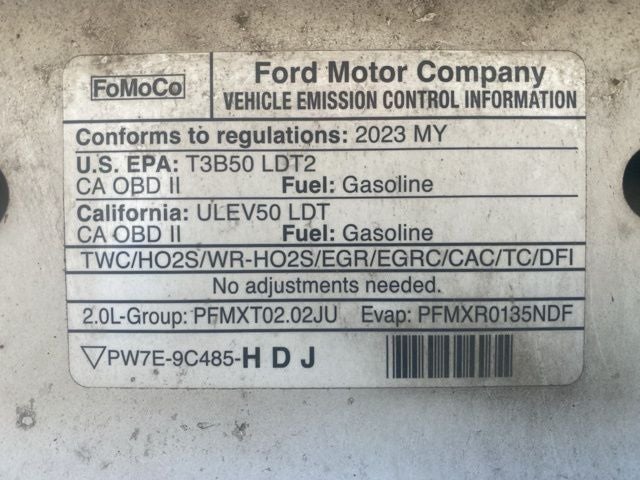 FoMoCo
Ford Motor Company
VEHICLE EMISSION CONTROL INFORMATION
Conforms to regulations: 2023 MY
U.S. EPA: T3B50 LDT2
CA OBD II Fuel: Gasoline
California: ULEV50 LDT
CA OBD II Fuel: Gasoline
TWC/HO2S/WR-HO2S/EGR/EGRC/CAC/TC/DFI
No adjustments needed.
2.0L-Group: PFMXT02.02JU Evap: PFMXR0135NDF
PW7E-9C485-HDJ